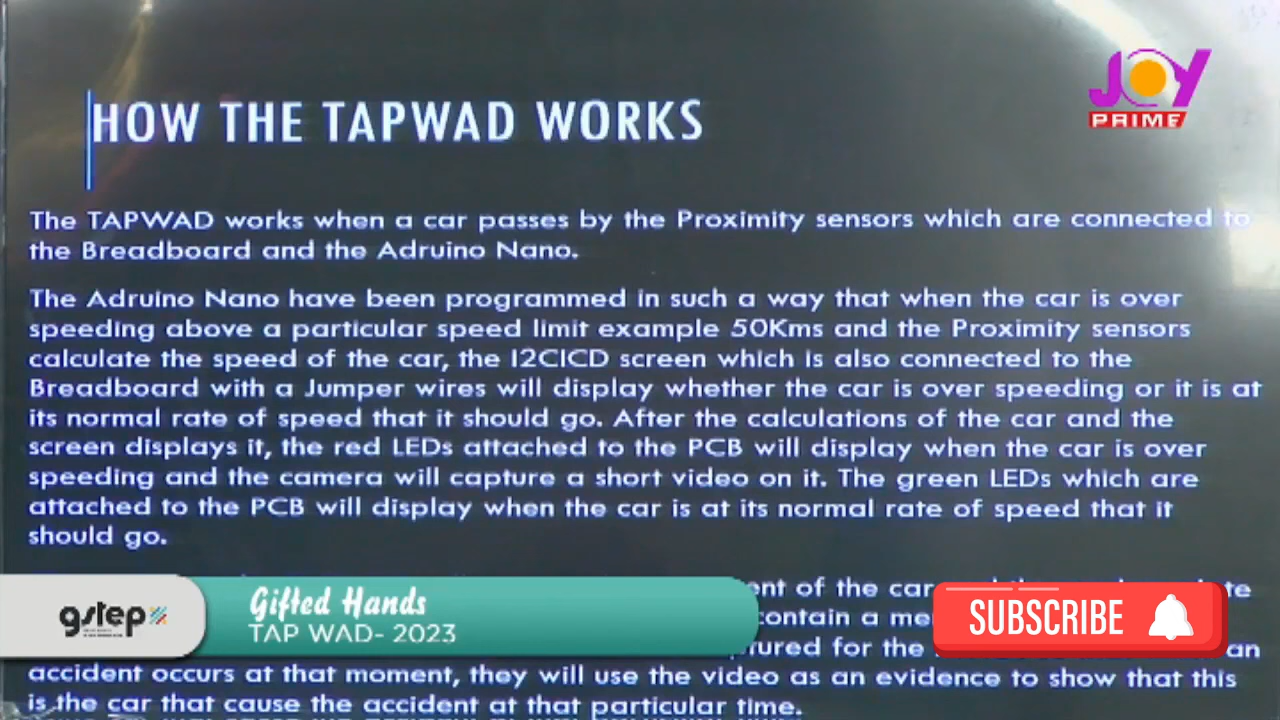 JOY
PRIME
HOW THE TAPWAD WORKS
The TAPWAD works when a car passes by the Proximity sensors which are connected to
the Breadboard and the Adruino Nano.
The Adruino Nano have been programmed in such a way that when the car is over
speeding above a particular speed limit example 50Kms and the Proximity sensors
calculate the speed of the car, the I2CICD screen which is also connected to the
Breadboard with a Jumper wires will display whether the car is over speeding or it is at
its normal rate of speed that it should go. After the calculations of the car and the
screen displays it, the red LEDs attached to the PCB will display when the car is over
speeding and the camera will capture a short video on it. The green LEDs which are
attached to the PCB will display when the car is at its normal rate of speed that it
should go.
of the car
contain a
for the an
accident occurs at that moment, they will use the video as an evidence to show that this
is the car that cause the accident at that particular time.
gstep
Gifted Hands
TAP WAD- 2023
SUBSCRIBE